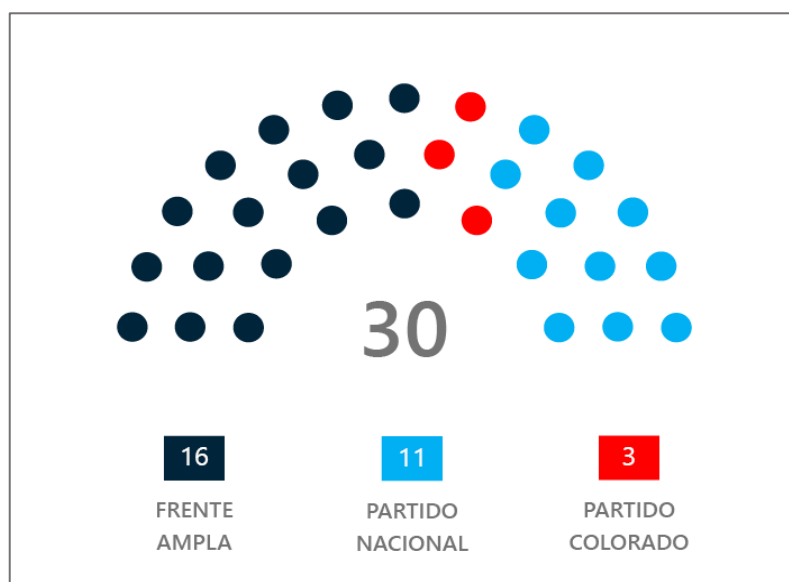 30
16
11
3
FRENTE
AMPLA
PARTIDO
NACIONAL
PARTIDO
COLORADO